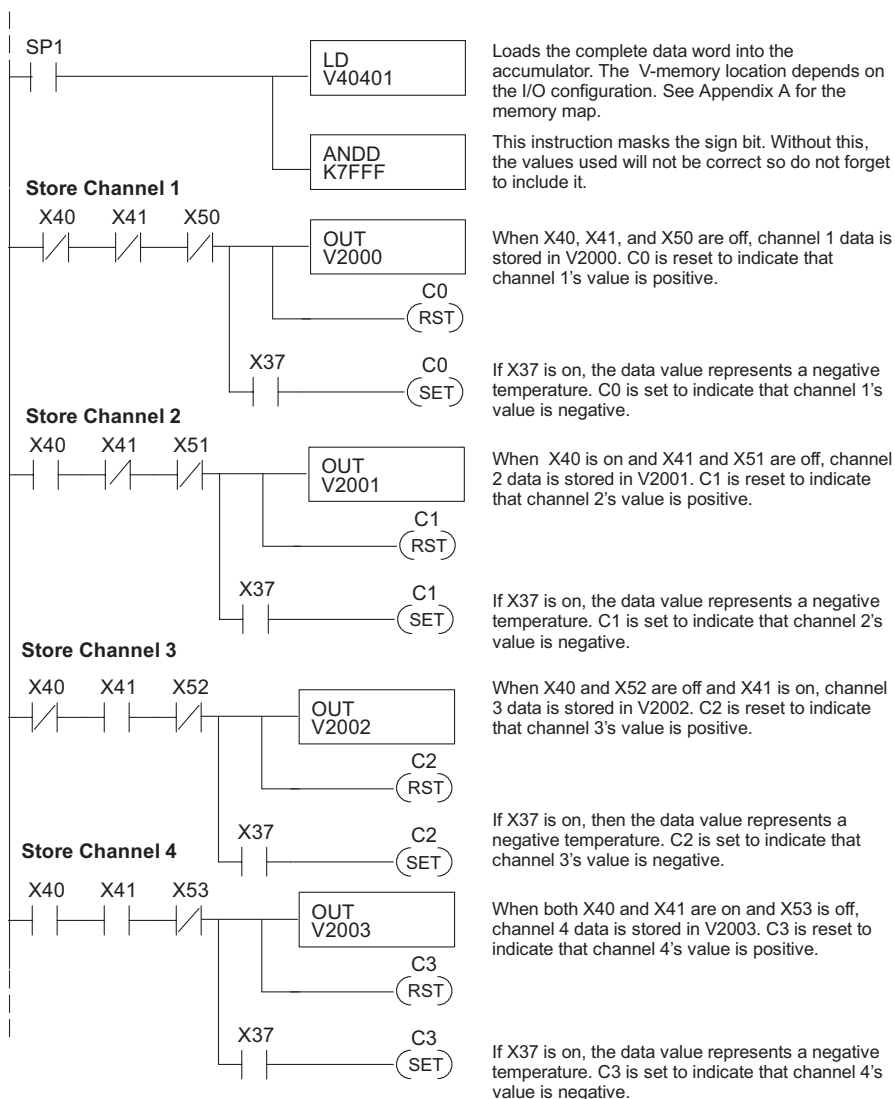 SP1
LD
V40401
Loads the complete data word into the
accumulator. The V-memory location depends on
the I/O configuration. See Appendix A for the
memory map.
ANDD
K7FFF
This instruction masks the sign bit. Without this,
the values used will not be correct so do not forget
to include it.
Store Channel 1
X40 X41 X50
OUT
V2000
C0
RST
When X40, X41, and X50 are off, channel 1 data is
stored in V2000. C0 is reset to indicate that
channel 1's value is positive.
X37
C0
SET
If X37 is on, the data value represents a negative
temperature. C0 is set to indicate that channel 1's
value is negative.
Store Channel 2
X40 X41 X51
OUT
V2001
C1
RST
When X40 is on and X41 and X51 are off, channel
2 data is stored in V2001. C1 is reset to indicate
that channel 2's value is positive.
X37
C1
SET
If X37 is on, the data value represents a negative
temperature. C1 is set to indicate that channel 2's
value is negative.
Store Channel 3
X40 X41 X52
OUT
V2002
C2
RST
When X40 and X52 are off and X41 is on, channel
3 data is stored in V2002. C2 is reset to indicate
that channel 3's value is positive.
X37
C2
SET
If X37 is on, then the data value represents a
negative temperature. C2 is set to indicate that
channel 3's value is negative.
Store Channel 4
X40 X41 X53
OUT
V2003
C3
RST
When both X40 and X41 are on and X53 is off,
channel 4 data is stored in V2003. C3 is reset to
indicate that channel 4's value is positive.
X37
C3
SET
If X37 is on, the data value represents a negative
temperature. C3 is set to indicate that channel 4's
value is negative.